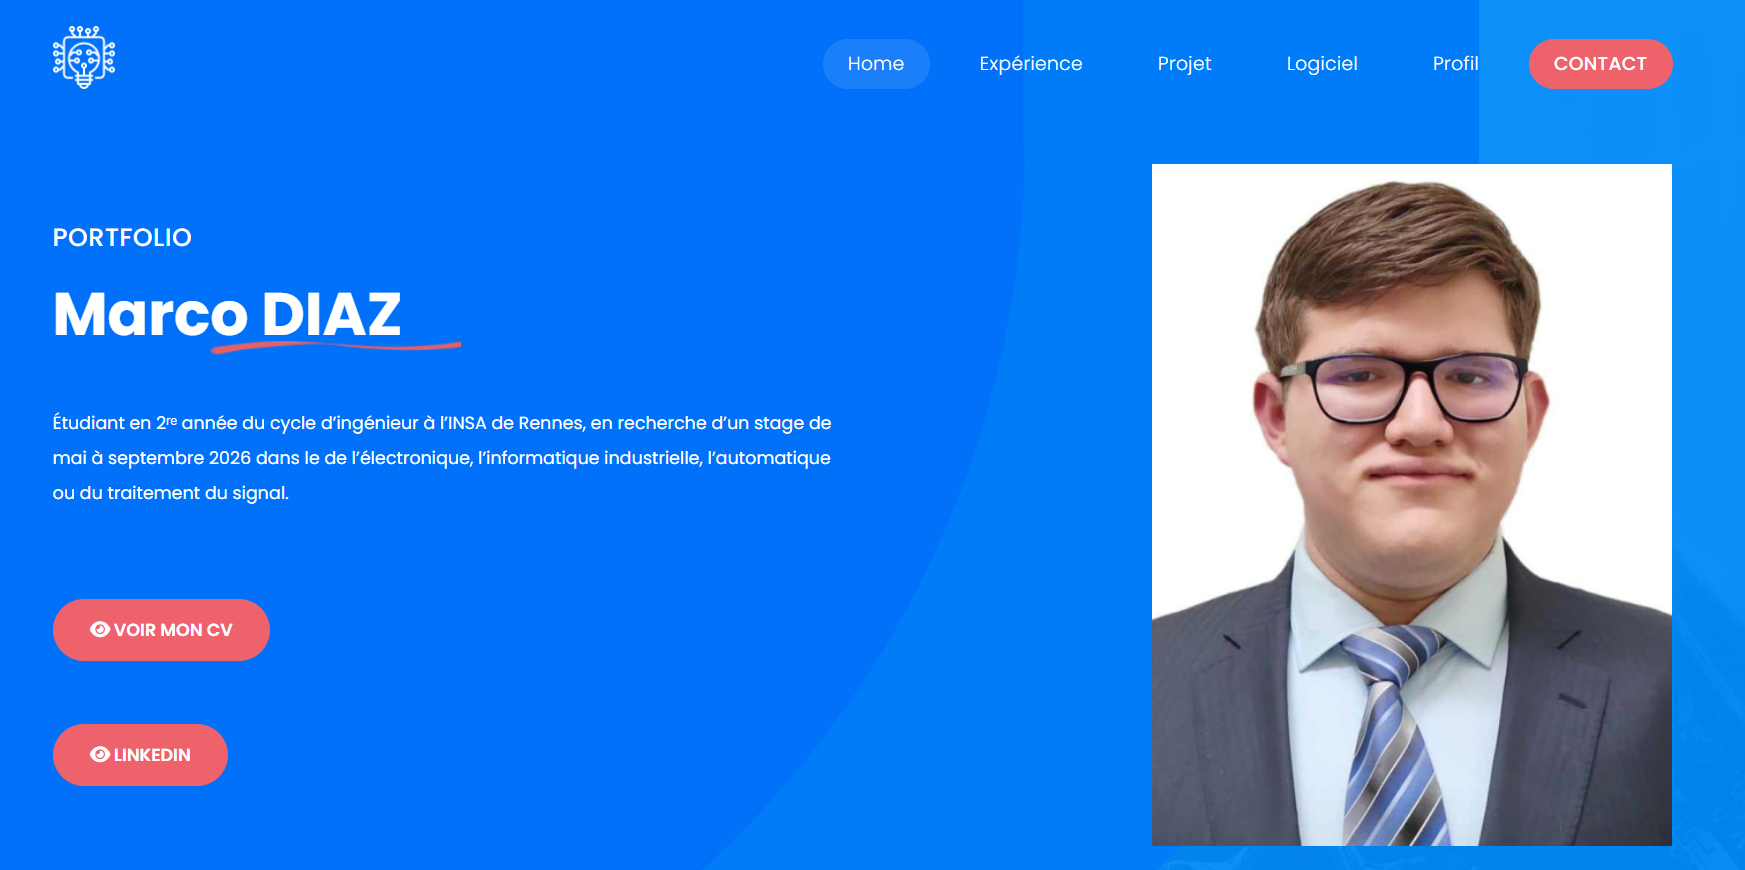 Home Expérience Projet Logiciel Profil CONTACT
PORTFOLIO
Marco DIAZ
Étudiant en 2ʳᵉ année du cycle d’ingénieur à l’INSA de Rennes, en recherche d’un stage de
mai à septembre 2026 dans le de l’électronique, l’informatique industrielle, l’automatique
ou du traitement du signal.
VOIR MON CV
LINKEDIN